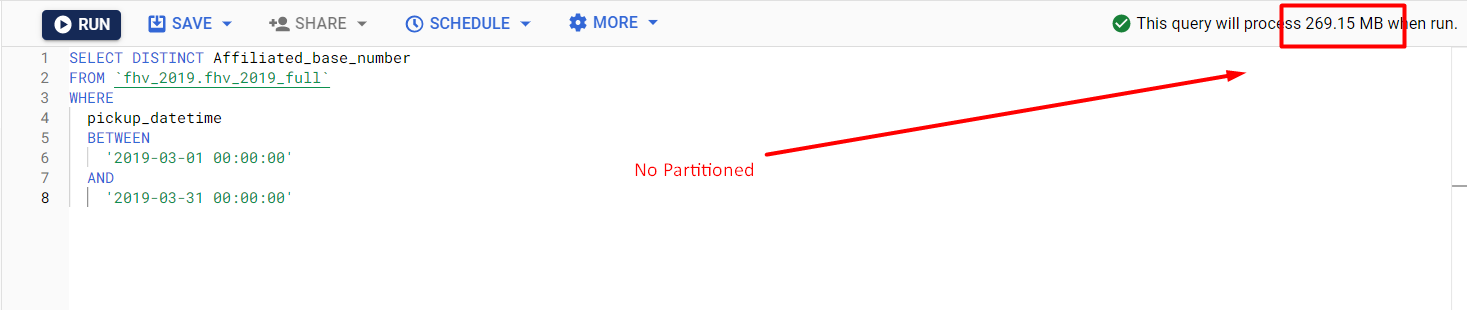 RUN SAVE SHARE SCHEDULE MORE This query will process 269.15 MB when run.
1 SELECT DISTINCT Affiliated_base_number
2 FROM `fhv_2019.fhv_2019_full`
3 WHERE
4 pickup_datetime
5 BETWEEN
6 '2019-03-01 00:00:00'
7 AND
8 '2019-03-31 00:00:00'
No Partitioned